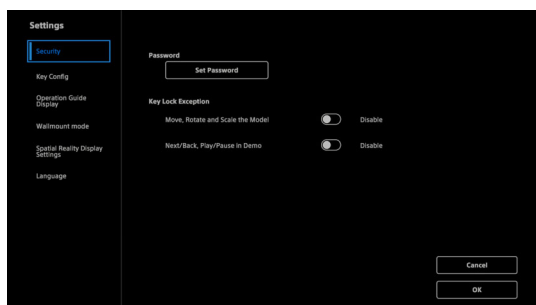 Settings
Security
Key Config
Operation Guide
Display
Wallmount mode
Spatial Reality Display
Settings
Language
Password
Set Password
Key Lock Exception
Move, Rotate and Scale the Model
Disable
Next/Back, Play/Pause in Demo
Disable
Cancel
OK